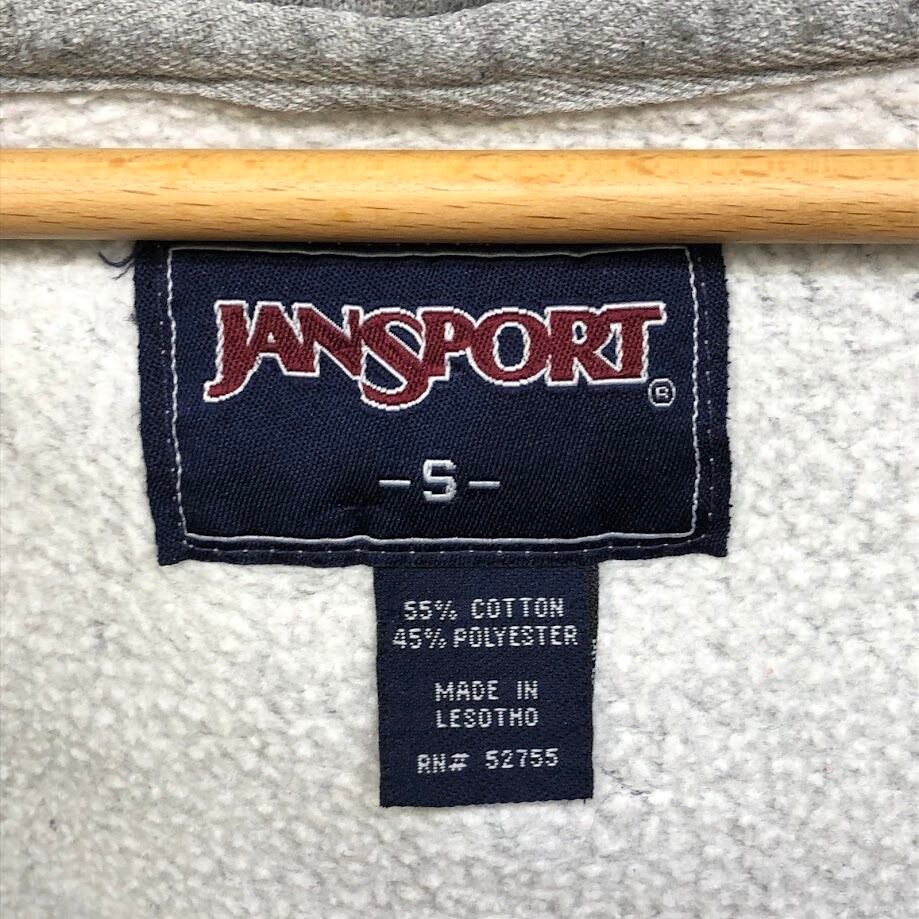 JANSPORT®
-S-
55% COTTON
45% POLYESTER
MADE IN
LESOTHO
RN# 52755